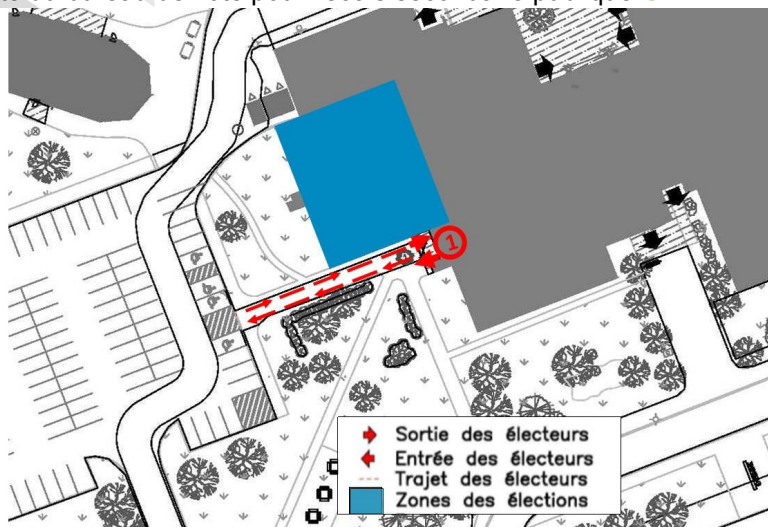 1
Sortie des électeurs
Entrée des électeurs
Trajet des électeurs
Zones des élections